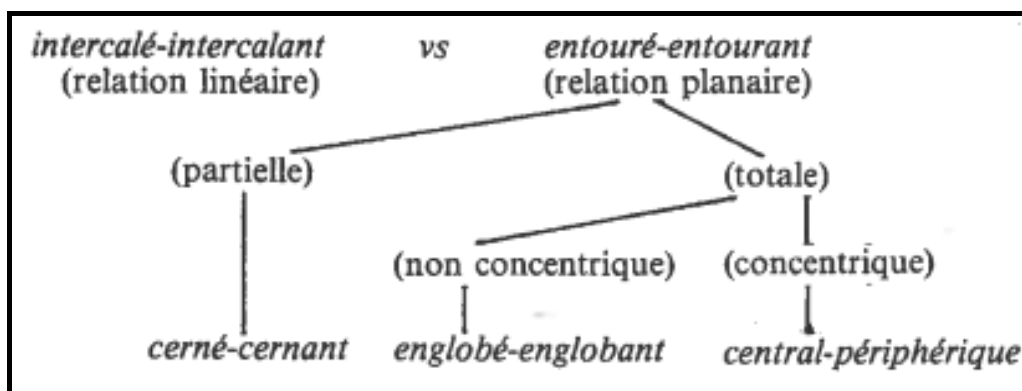 intercalé-intercalant vs entouré-entourant
(relation linéaire) (relation planaire)
(partielle) (totale)
(non concentrique) (concentrique)
cerné-cernant englobé-englobant central-périphérique